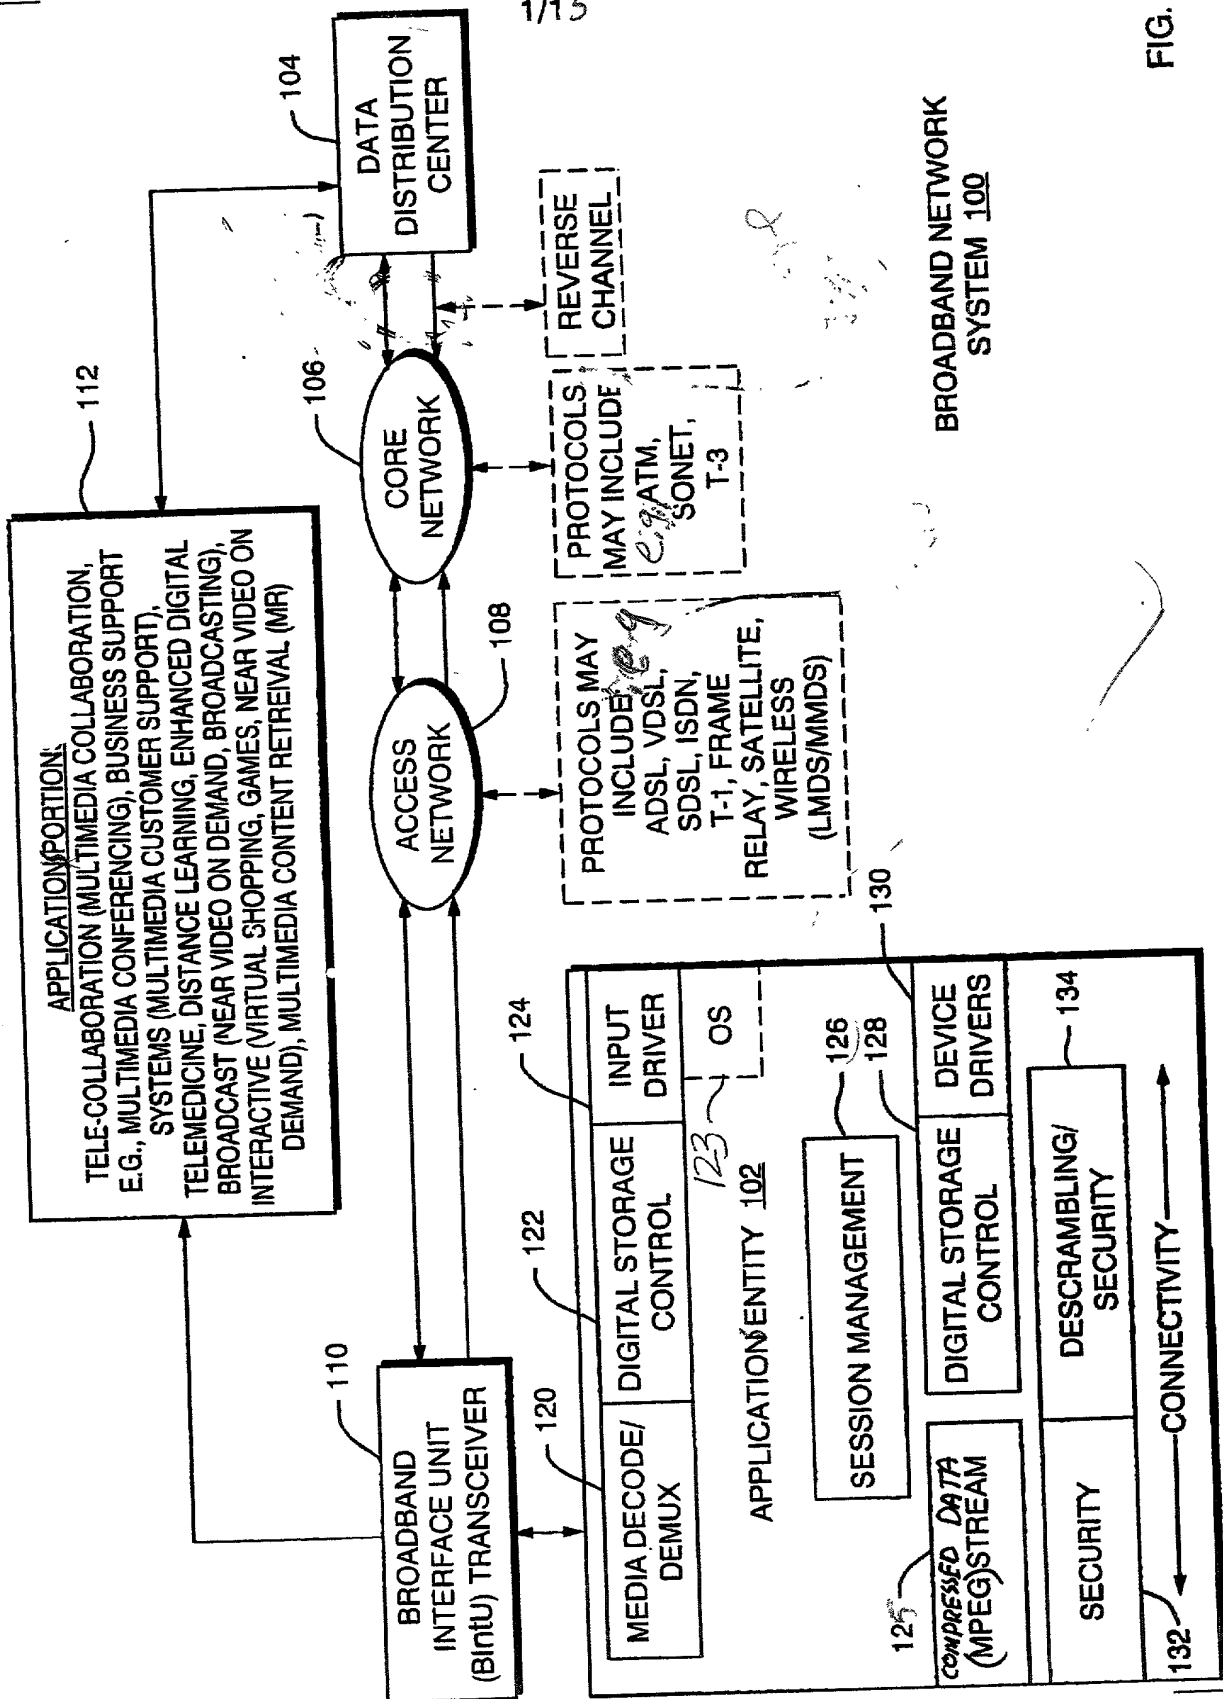 1/13
APPLICATION PORTION:
TELE-COLLABORATION (MULTIMEDIA COLLABORATION,
E.G., MULTIMEDIA CONFERENCING), BUSINESS SUPPORT
SYSTEMS (MULTIMEDIA CUSTOMER SUPPORT),
TELEMEDICINE, DISTANCE LEARNING, ENHANCED DIGITAL
BROADCAST (NEAR VIDEO ON DEMAND, BROADCASTING),
INTERACTIVE (VIRTUAL SHOPPING, GAMES, NEAR VIDEO ON
DEMAND), MULTIMEDIA CONTENT RETREIVAL (MR)
112
110
BROADBAND
INTERFACE UNIT
(BIntU) TRANSCEIVER
ACCESS
NETWORK
108
CORE
NETWORK
106
DATA
DISTRIBUTION
CENTER
104
PROTOCOLS MAY
INCLUDE, e.g.
ADSL, VDSL,
SDSL, ISDN,
T-1, FRAME
RELAY, SATELLITE,
WIRELESS
(LMDS/MMDS)
PROTOCOLS
MAY INCLUDE
e.g. ATM,
SONET,
T-3
REVERSE
CHANNEL
120
122
124
MEDIA DECODE/
DEMUX
DIGITAL STORAGE
CONTROL
INPUT
DRIVER
123
OS
APPLICATION ENTITY 102
SESSION MANAGEMENT
126
128
130
125
COMPRESSED DATA
(MPEG) STREAM
DIGITAL STORAGE
CONTROL
DEVICE
DRIVERS
SECURITY
DESCRAMBLING/
SECURITY
134
132
CONNECTIVITY
BROADBAND NETWORK
SYSTEM 100
FIG.